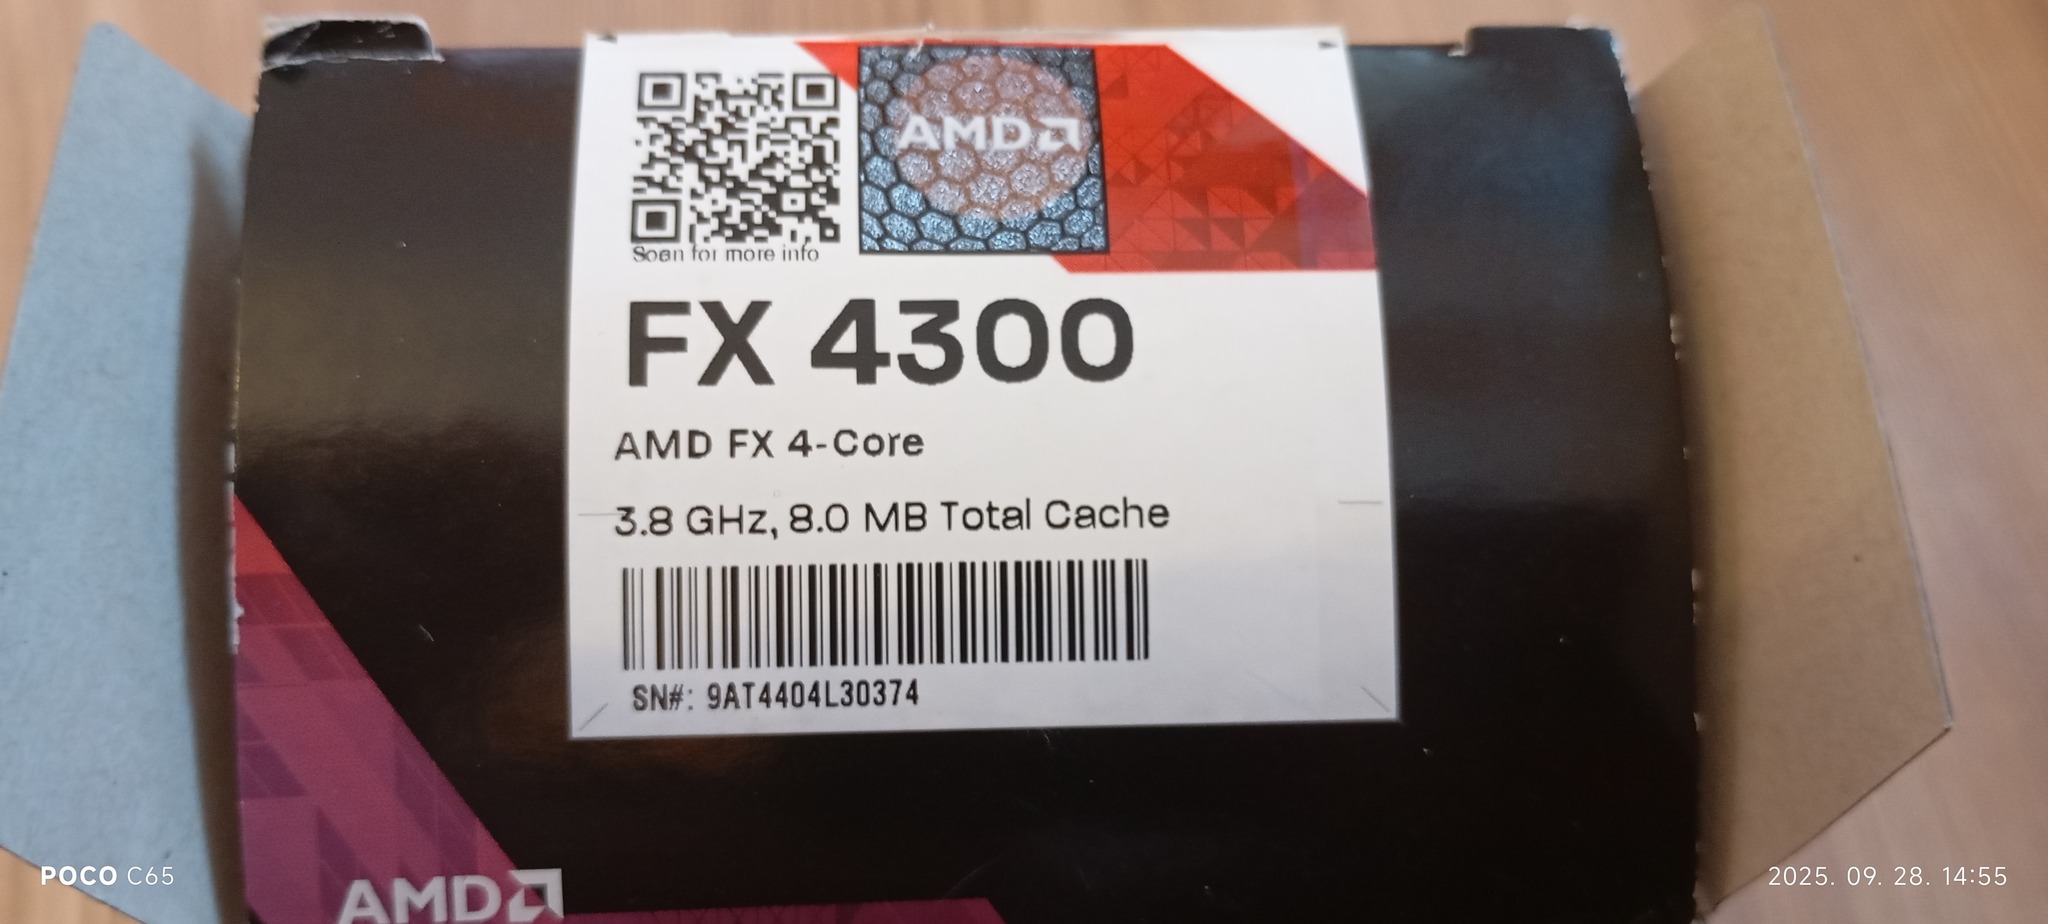 AMD
Scan for more info
FX 4300
AMD FX 4-Core
3.8 GHz, 8.0 MB Total Cache
SN#: 9AT4404L30374
AMD
POCO C65
2025. 09. 28. 14:55